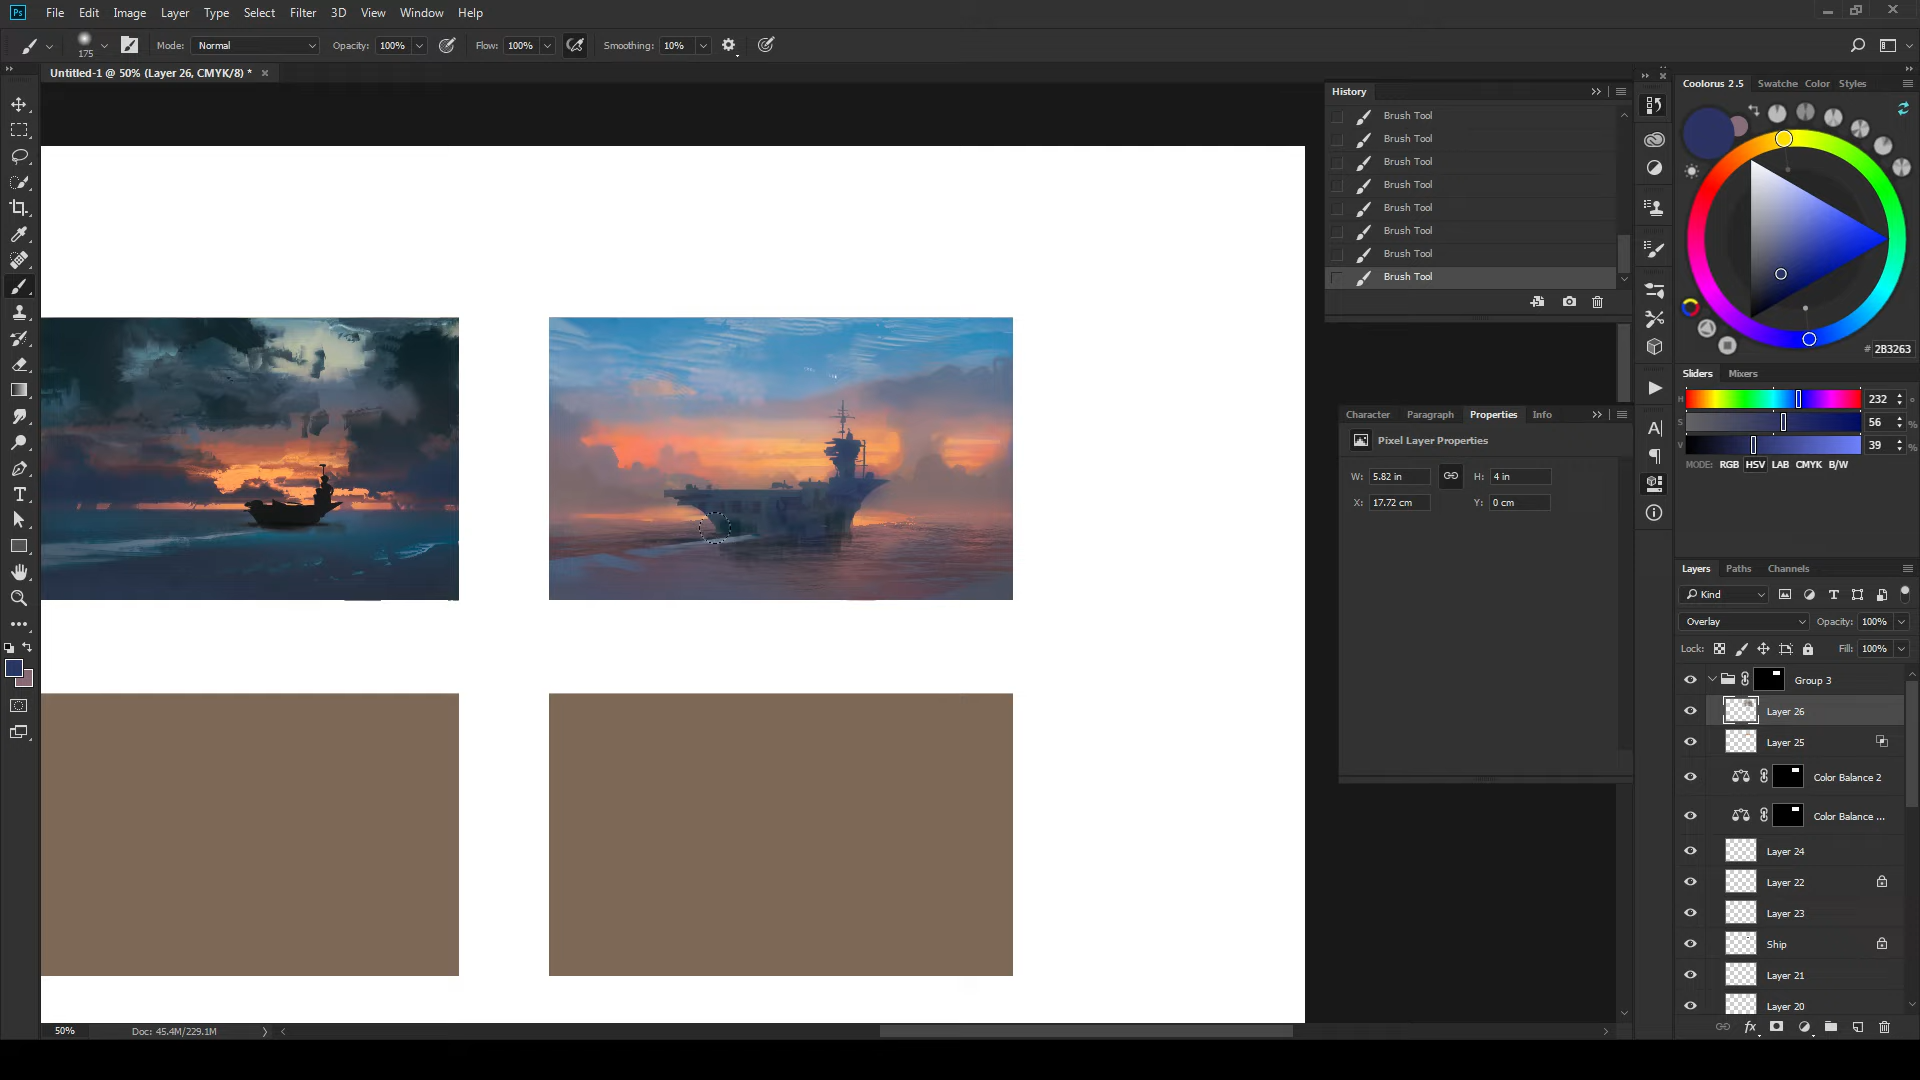 Ps File Edit Image Layer Type Select Filter 3D View Window Help
175 Mode: Normal Opacity: 100% Flow: 100% Smoothing: 10%
Untitled-1 @ 50% (Layer 26, CMYK/8) *
History
Brush Tool
Brush Tool
Brush Tool
Brush Tool
Brush Tool
Brush Tool
Brush Tool
Brush Tool
Character Paragraph Properties Info
Pixel Layer Properties
W: 5.82 in H: 4 in
X: 17.72 cm Y: 0 cm
Coolorus 2.5 Swatche Color Styles
# 2B3263
Sliders Mixers
H 232 °
S 56 %
V 39 %
MODE: RGB HSV LAB CMYK B/W
Layers Paths Channels
Kind
Overlay Opacity: 100%
Lock: Fill: 100%
Group 3
Layer 26
Layer 25
Color Balance 2
Color Balance ...
Layer 24
Layer 22
Layer 23
Ship
Layer 21
Layer 20
50% Doc: 45.4M/229.1M